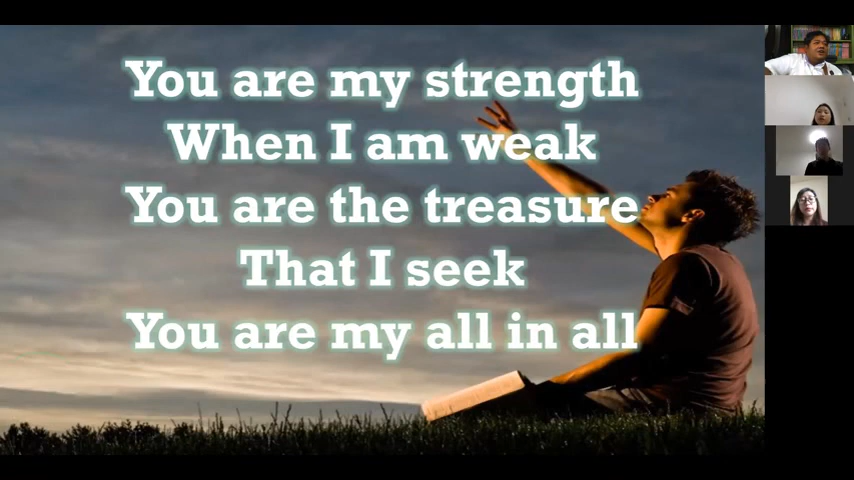 You are my strength
When I am weak
You are the treasure
That I seek
You are my all in all